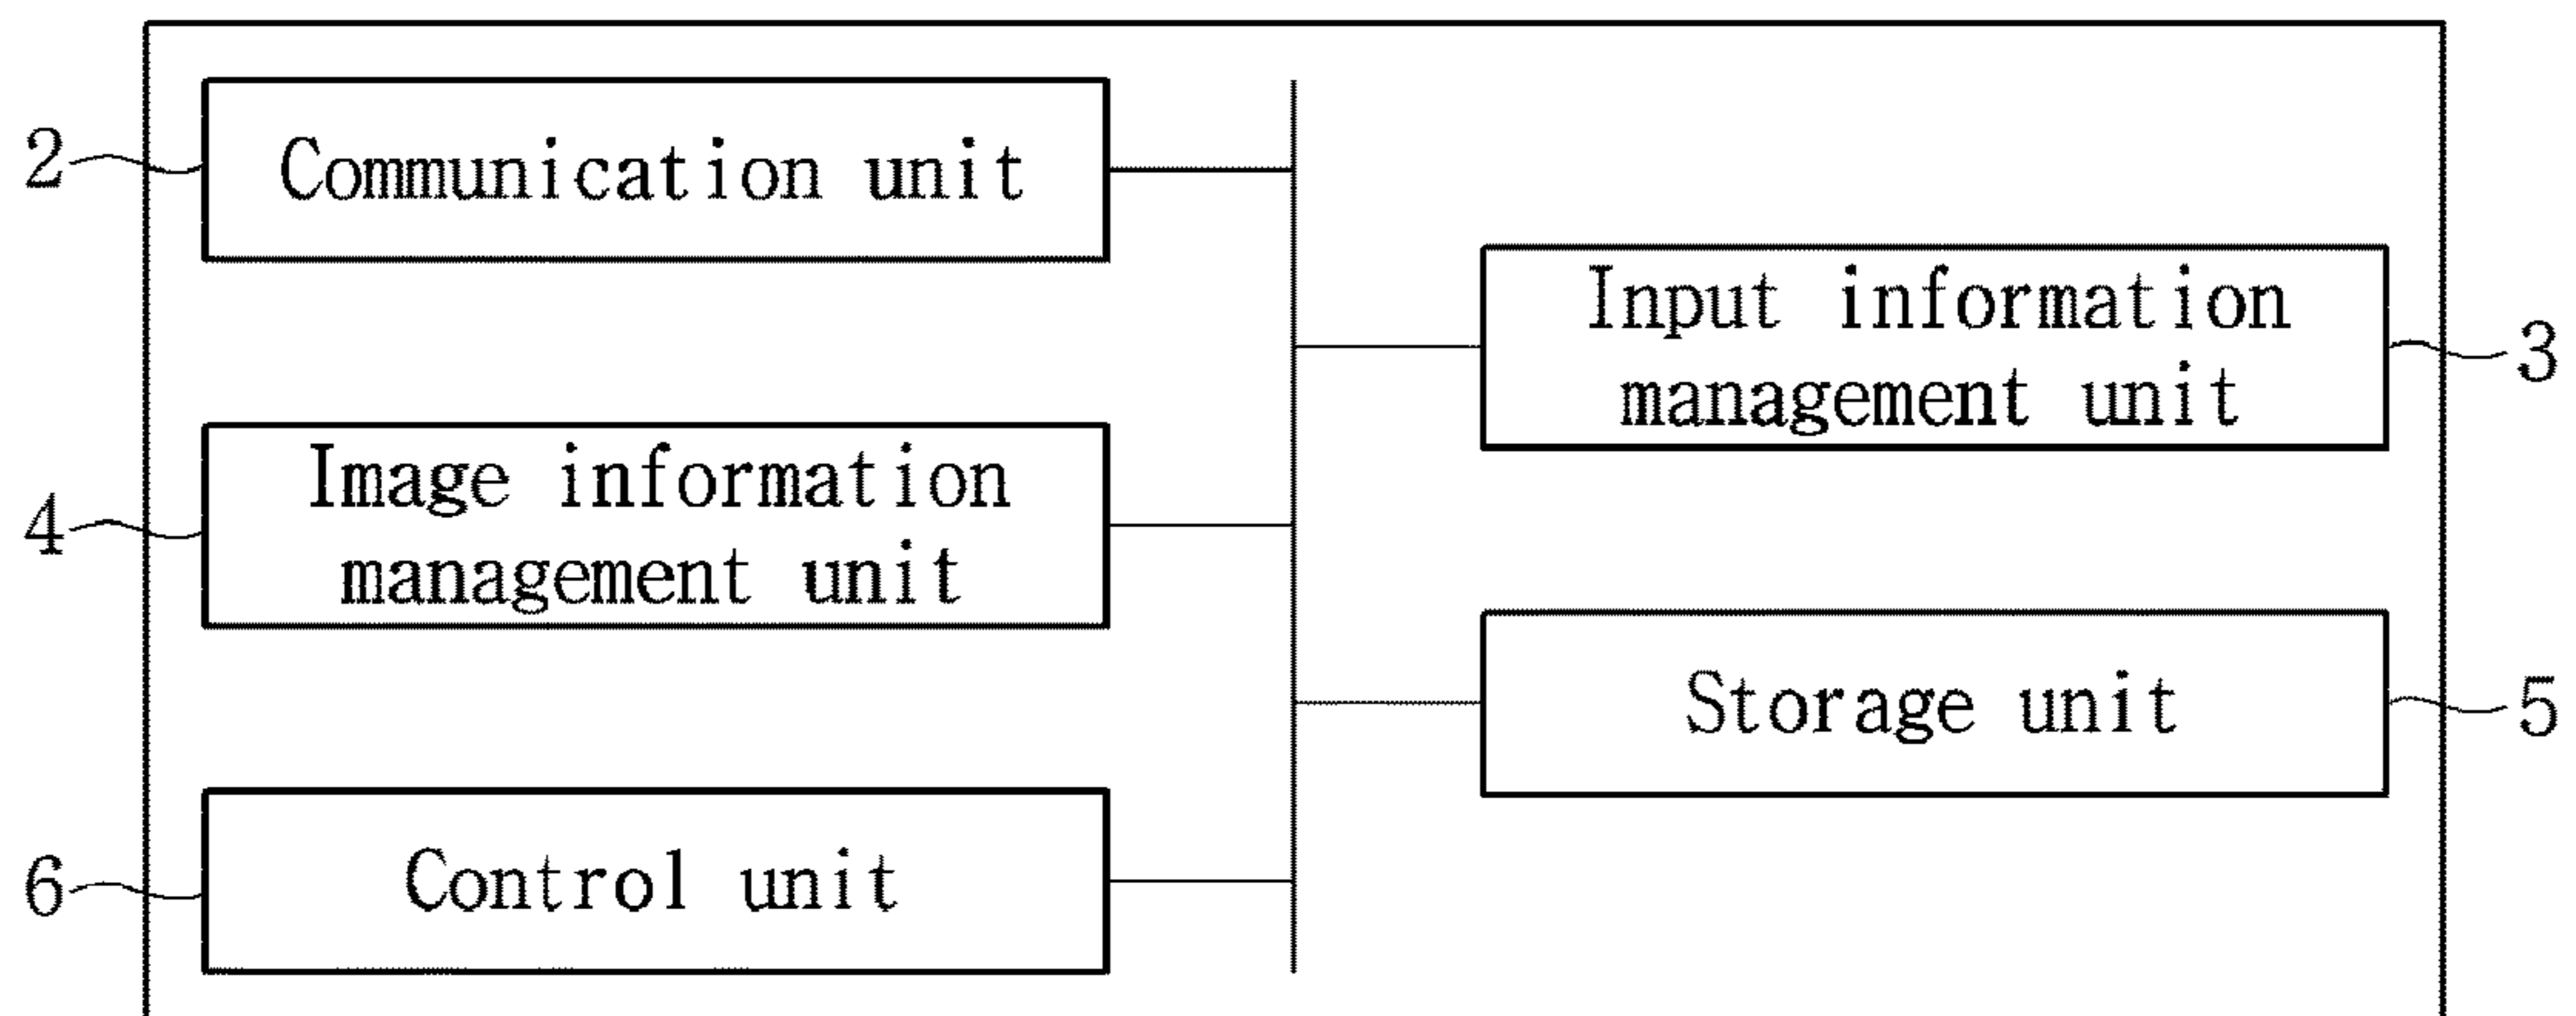 2
Communication unit
Input information
management unit
3
4
Image information
management unit
Storage unit
5
6
Control unit